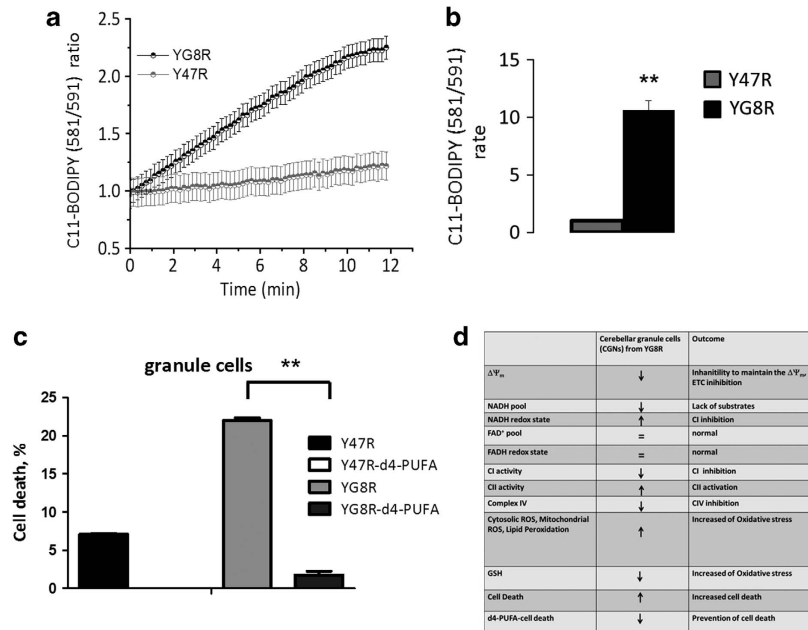 a
C11-BODIPY (581/591) ratio
2.5
2.0
1.5
1.0
0.5
YG8R
Y47R
0
2
4
6
8
10
12
Time (min)
b
C11-BODIPY (581/591)
rate
15
10
5
0
**
Y47R
YG8R
c
granule cells
**
Cell death, %
25
20
15
10
5
0
Y47R
Y47R-d4-PUFA
YG8R
YG8R-d4-PUFA
d
Cerebellar granule cells
(CGNs) from YG8R
Outcome
ΔΨm
↓
Inhanitility to maintain the ΔΨm,
ETC inihibition
NADH pool
↓
Lack of substrates
NADH redox state
↑
CI inhibition
FAD⁺ pool
=
normal
FADH redox state
=
normal
CI activity
↓
CI inhibition
CII activity
↑
CII activation
Complex IV
↓
CIV inhibition
Cytosolic ROS, Mitochondrial
ROS, Lipid Peroxidation
↑
Increased of Oxidative stress
GSH
↓
Increased of Oxidative stress
Cell Death
↑
Increased cell death
d4-PUFA-cell death
↓
Prevention of cell death